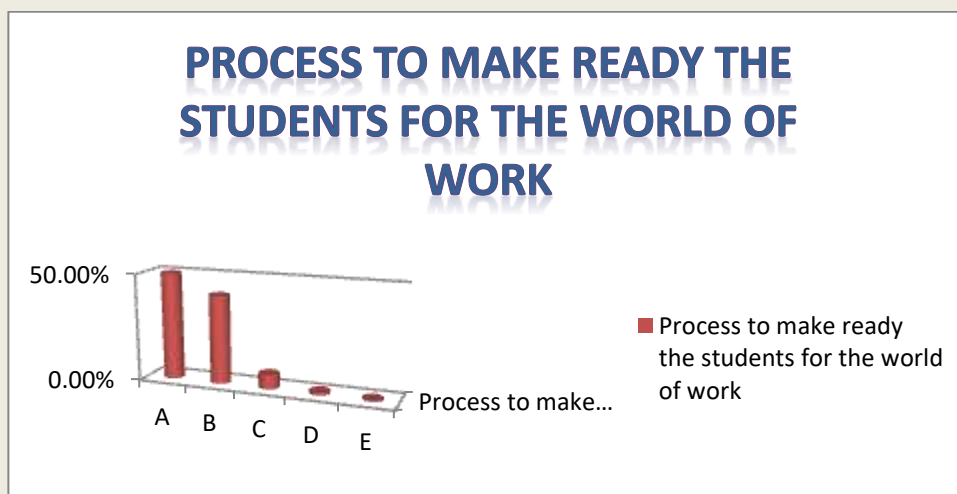 PROCESS TO MAKE READY THE
STUDENTS FOR THE WORLD OF
WORK
50.00%
0.00%
A
B
C
D
E
Process to make...
Process to make ready
the students for the world
of work